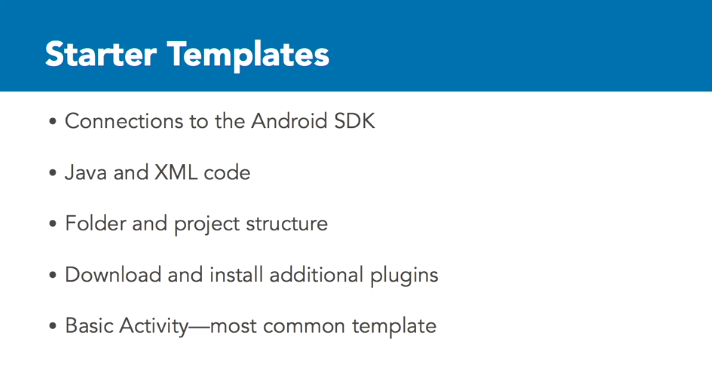 Starter Templates
• Connections to the Android SDK
• Java and XML code
• Folder and project structure
• Download and install additional plugins
• Basic Activity—most common template